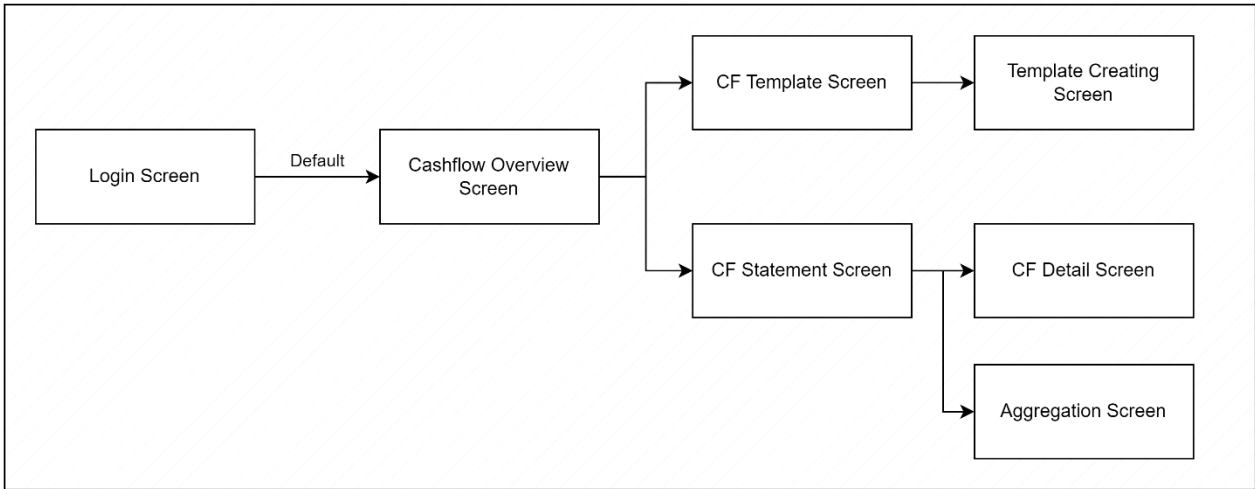 CF Template Screen
Template Creating
Screen
Login Screen
Default
Cashflow Overview
Screen
CF Statement Screen
CF Detail Screen
Aggregation Screen